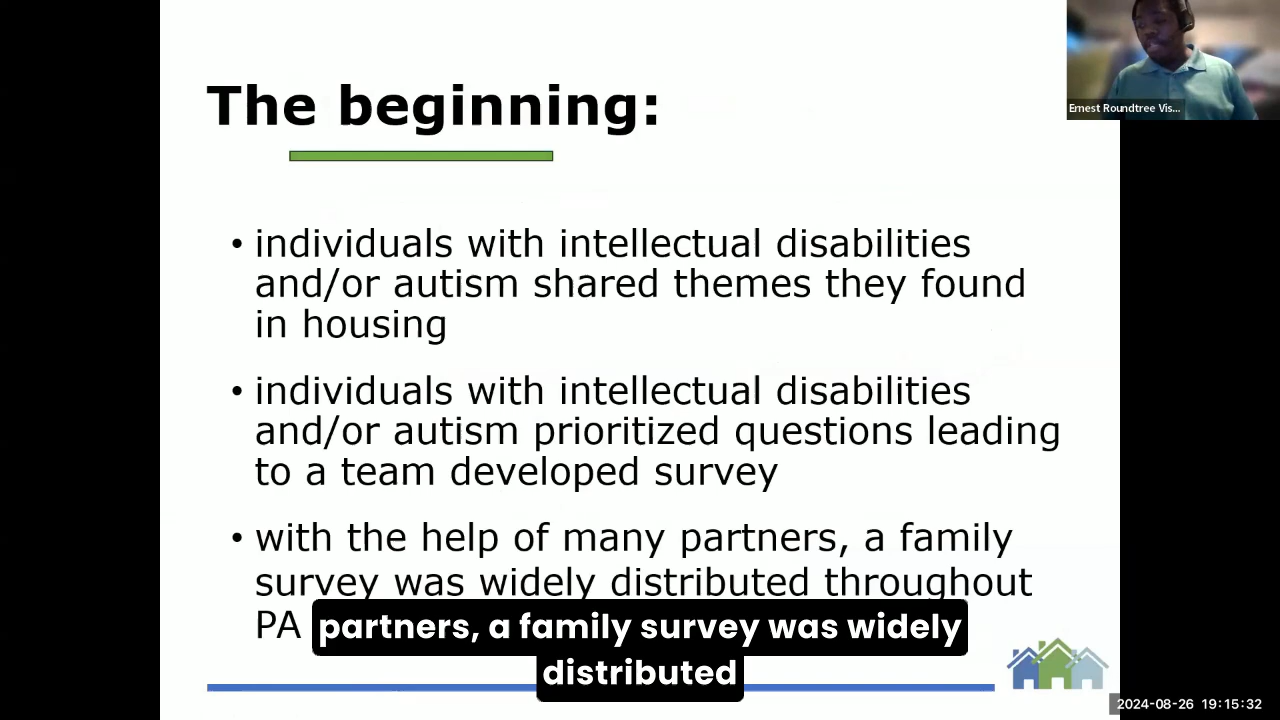 The beginning:
• individuals with intellectual disabilities
and/or autism shared themes they found
in housing
• individuals with intellectual disabilities
and/or autism prioritized questions leading
to a team developed survey
• with the help of many partners, a family
survey was widely distributed throughout
PA
partners, a family survey was widely
distributed
Ernest Roundtree Vis...
2024-08-26 19:15:32